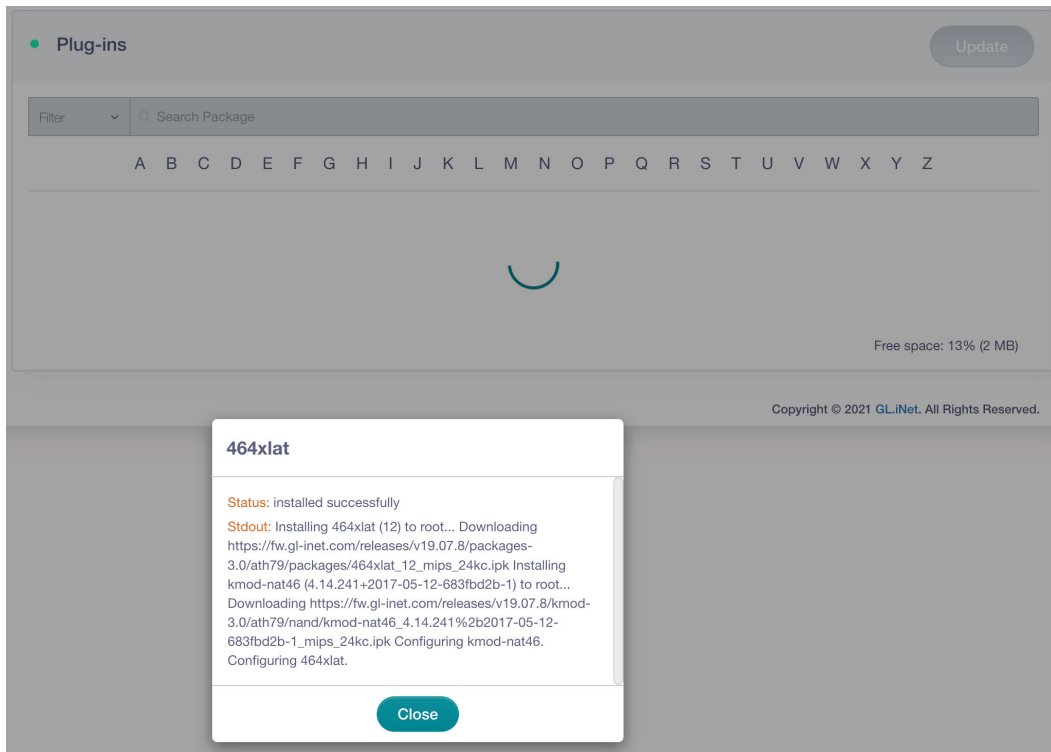 Plug-ins
Update
Filter
Search Package
A B C D E F G H I J K L M N O P Q R S T U V W X Y Z
Free space: 13% (2 MB)
Copyright © 2021 GL.iNet. All Rights Reserved.
464xlat
Status: installed successfully
Stdout: Installing 464xlat (12) to root... Downloading
https://fw.gl-inet.com/releases/v19.07.8/packages-
3.0/ath79/packages/464xlat_12_mips_24kc.ipk Installing
kmod-nat46 (4.14.241+2017-05-12-683fbd2b-1) to root...
Downloading https://fw.gl-inet.com/releases/v19.07.8/kmod-
3.0/ath79/nand/kmod-nat46_4.14.241%2b2017-05-12-
683fbd2b-1_mips_24kc.ipk Configuring kmod-nat46.
Configuring 464xlat.
Close